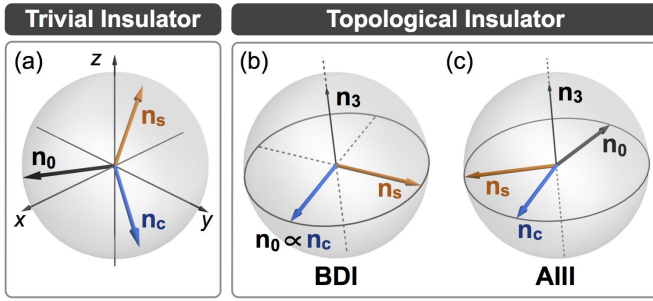 Trivial Insulator
Topological Insulator
(a)
z
n_s
n_0
x
y
n_c
(b)
n_3
n_s
n_0 ∝ n_c
BDI
(c)
n_3
n_0
n_s
n_c
AIII